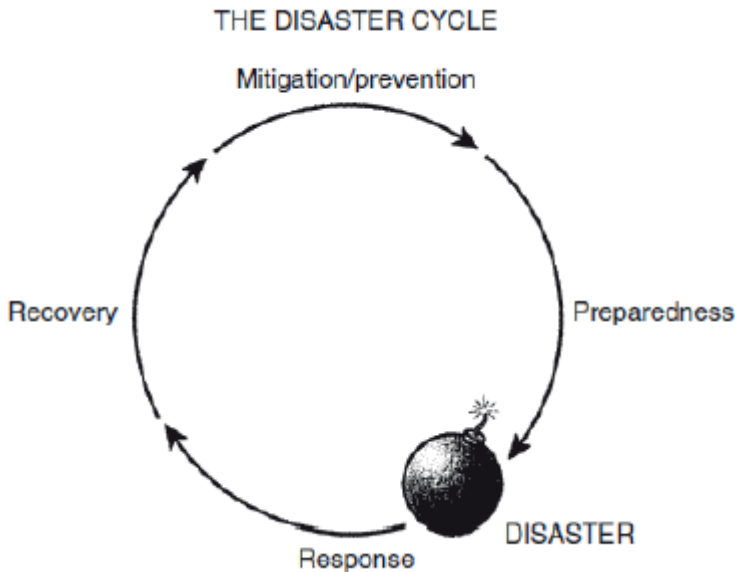 THE DISASTER CYCLE
Mitigation/prevention
Recovery
Preparedness
DISASTER
Response